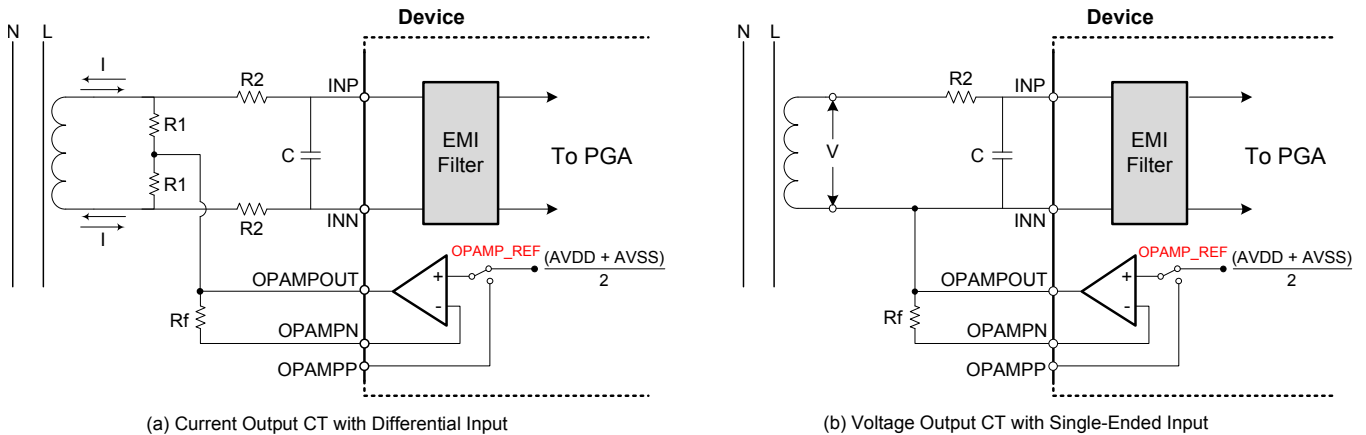 Device
N L
I
R2
INP
R1
EMI
Filter
C
To PGA
R1
I
R2
INN
OPAMP_REF
(AVDD + AVSS)
2
OPAMPOUT
+
-
Rf
OPAMPN
OPAMPP
(a) Current Output CT with Differential Input
Device
N L
R2
INP
V
C
EMI
Filter
To PGA
INN
OPAMP_REF
(AVDD + AVSS)
2
OPAMPOUT
+
-
Rf
OPAMPN
OPAMPP
(b) Voltage Output CT with Single-Ended Input